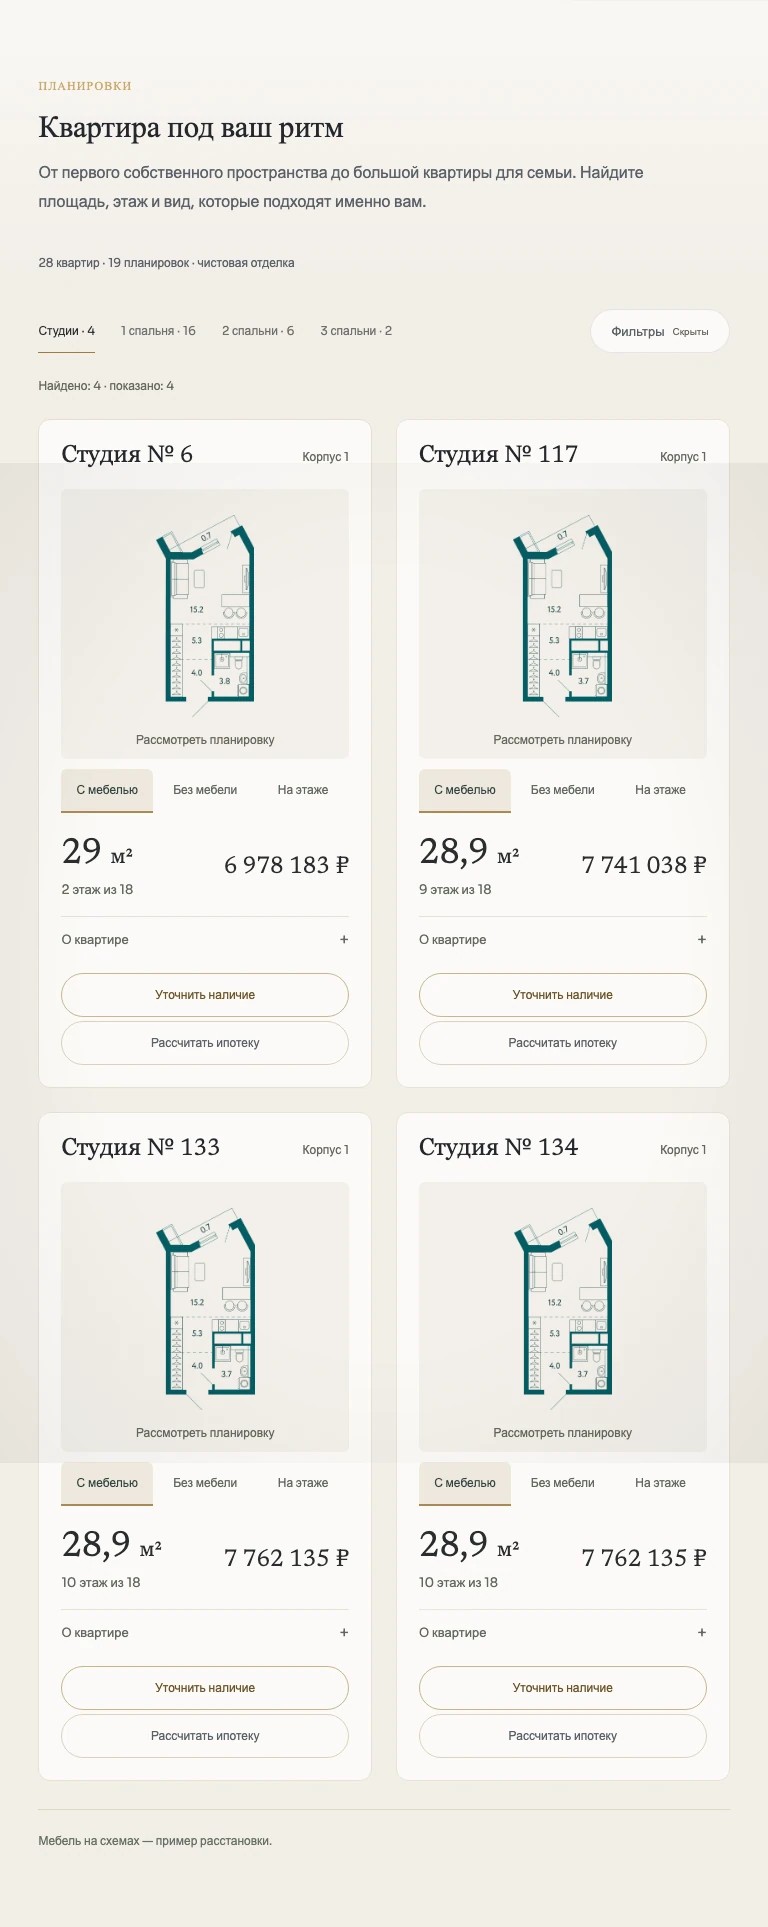 ПЛАНИРОВКИ
Квартира под ваш ритм
От первого собственного пространства до большой квартиры для семьи. Найдите
площадь, этаж и вид, которые подходят именно вам.
28 квартир · 19 планировок · чистовая отделка
Студии · 4
1 спальня · 16
2 спальни · 6
3 спальни · 2
Фильтры Скрыты
Найдено: 4 · показано: 4
Студия № 6
Корпус 1
0.7
15.2
5.3
4.0
3.8
Рассмотреть планировку
С мебелью
Без мебели
На этаже
29 м²
6 978 183 ₽
2 этаж из 18
О квартире
+
Уточнить наличие
Рассчитать ипотеку
Студия № 117
Корпус 1
0.7
15.2
5.3
4.0
3.7
Рассмотреть планировку
С мебелью
Без мебели
На этаже
28,9 м²
7 741 038 ₽
9 этаж из 18
О квартире
+
Уточнить наличие
Рассчитать ипотеку
Студия № 133
Корпус 1
0.7
15.2
5.3
4.0
3.7
Рассмотреть планировку
С мебелью
Без мебели
На этаже
28,9 м²
7 762 135 ₽
10 этаж из 18
О квартире
+
Уточнить наличие
Рассчитать ипотеку
Студия № 134
Корпус 1
0.7
15.2
5.3
4.0
3.7
Рассмотреть планировку
С мебелью
Без мебели
На этаже
28,9 м²
7 762 135 ₽
10 этаж из 18
О квартире
+
Уточнить наличие
Рассчитать ипотеку
Мебель на схемах — пример расстановки.